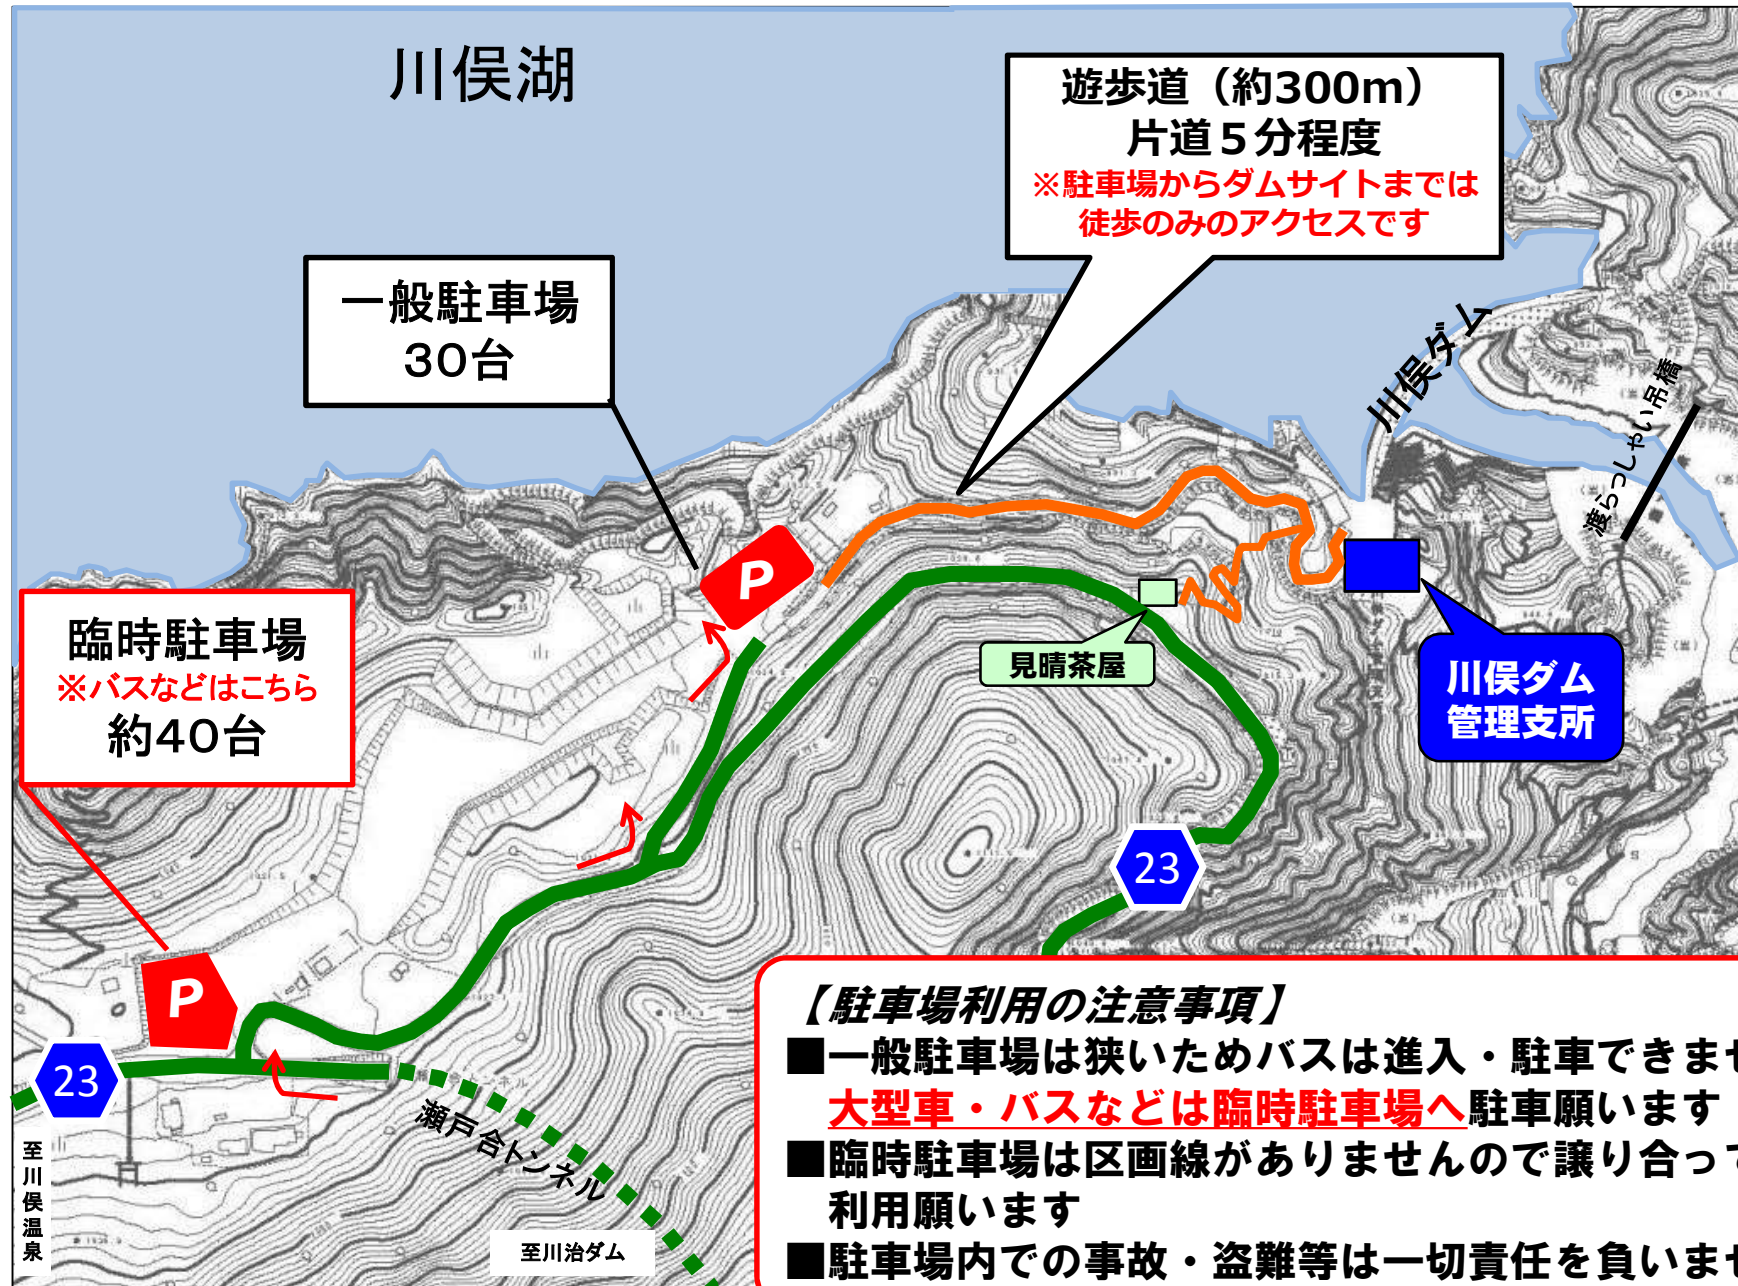 川俣湖
遊歩道（約300m）
片道５分程度
※駐車場からダムサイトまでは
徒歩のみのアクセスです
一般駐車場
30台
川俣ダム
渡らっしゃい吊橋
P
臨時駐車場
※バスなどはこちら
約40台
見晴茶屋
川俣ダム
管理支所
23
P
23
瀬戸合トンネル
至川俣温泉
至川治ダム
【駐車場利用の注意事項】
■一般駐車場は狭いためバスは進入・駐車できませ
大型車・バスなどは臨時駐車場へ駐車願います
■臨時駐車場は区画線がありませんので譲り合って
利用願います
■駐車場内での事故・盗難等は一切責任を負いませ